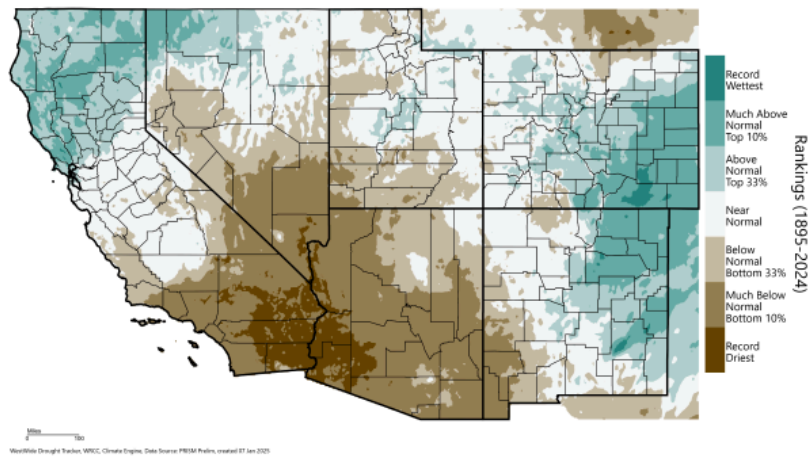 Record
Wettest
Much Above
Normal
Top 10%
Above
Normal
Top 33%
Near
Normal
Below
Normal
Bottom 33%
Much Below
Normal
Bottom 10%
Record
Driest
Rankings (1895-2024)
Miles
0 100
WestWide Drought Tracker, WRCC, Climate Engine, Data Source: PRISM Prelim, created 07 Jan 2025